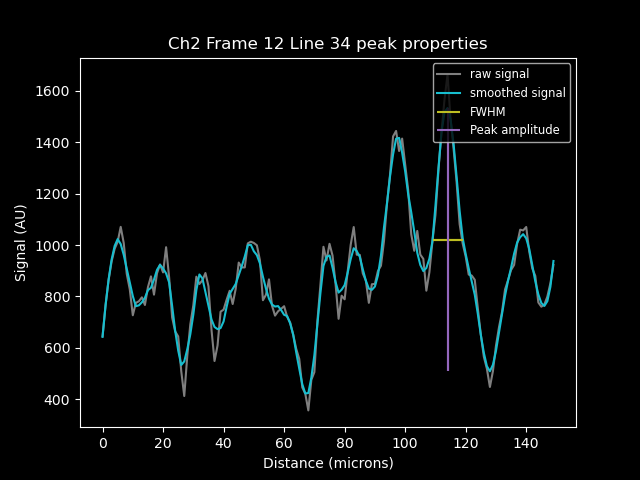 Ch2 Frame 12 Line 34 peak properties
raw signal
smoothed signal
FWHM
Peak amplitude
Signal (AU)
1600
1400
1200
1000
800
600
400
0 20 40 60 80 100 120 140
Distance (microns)